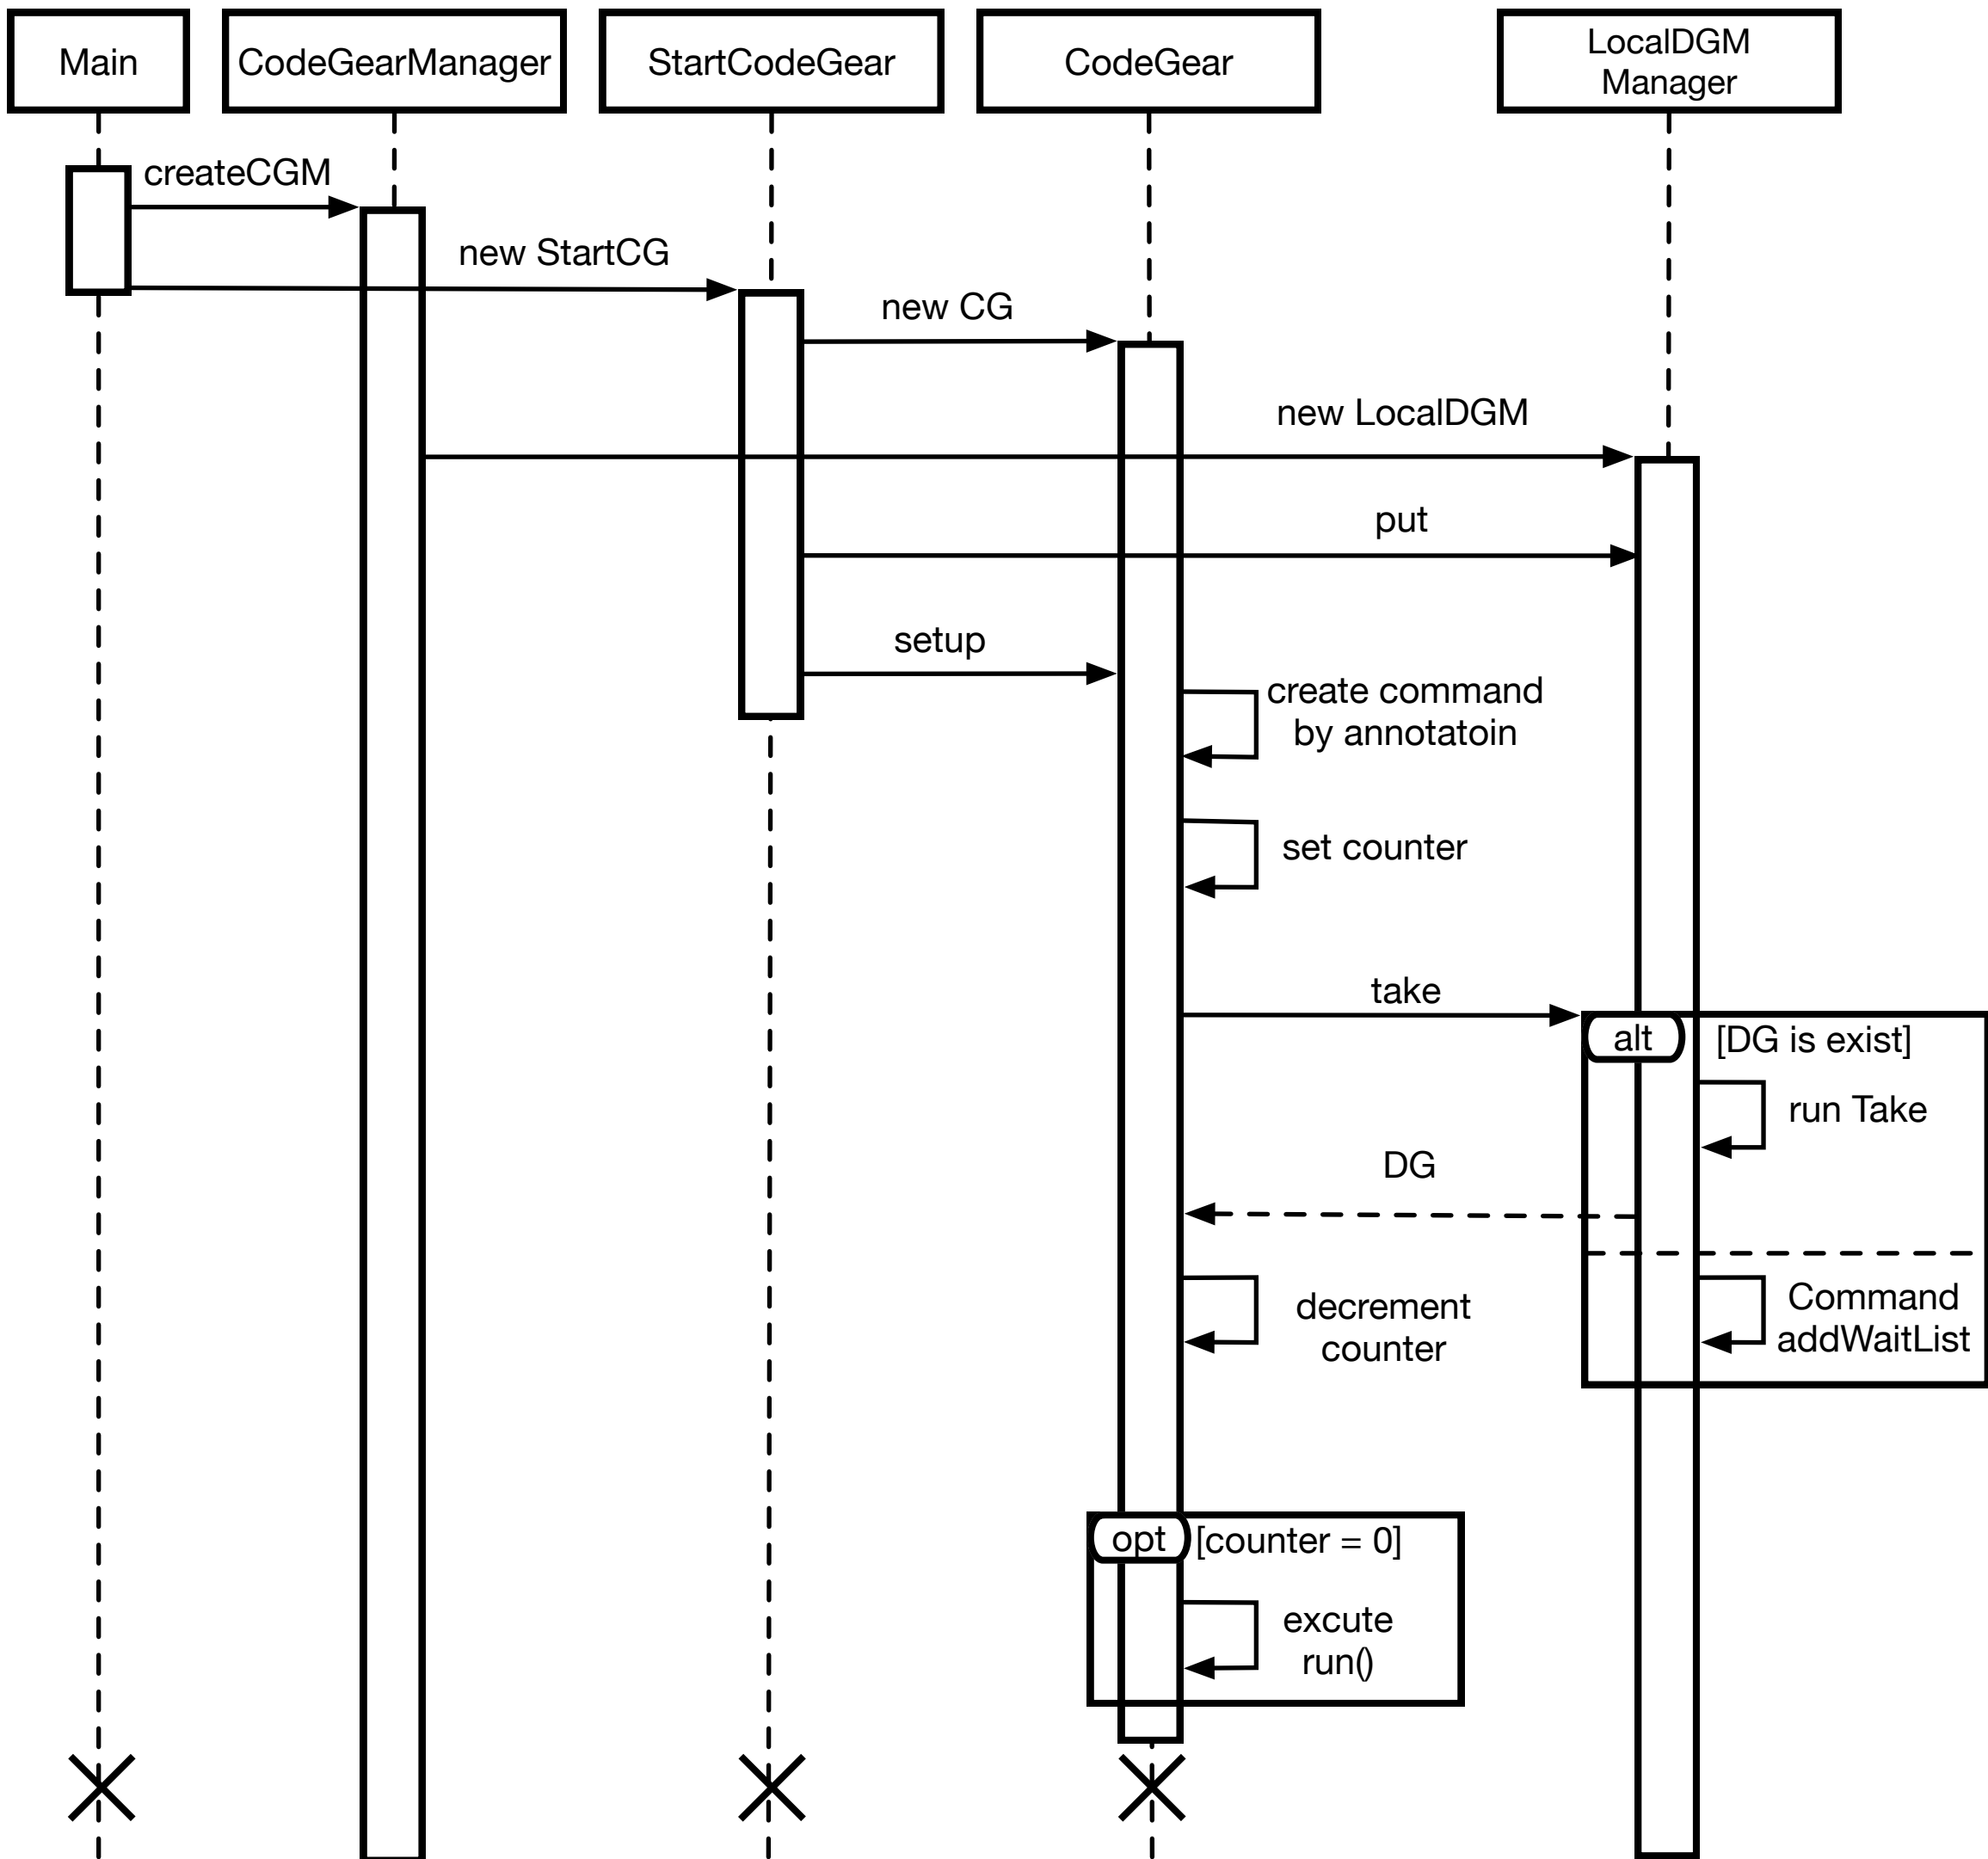 Main
CodeGearManager
StartCodeGear
CodeGear
LocalDGM
Manager
createCGM
new StartCG
new CG
new LocalDGM
put
setup
create command
by annotatoin
set counter
take
alt
[DG is exist]
run Take
DG
decrement
counter
Command
addWaitList
opt
[counter = 0]
excute
run()